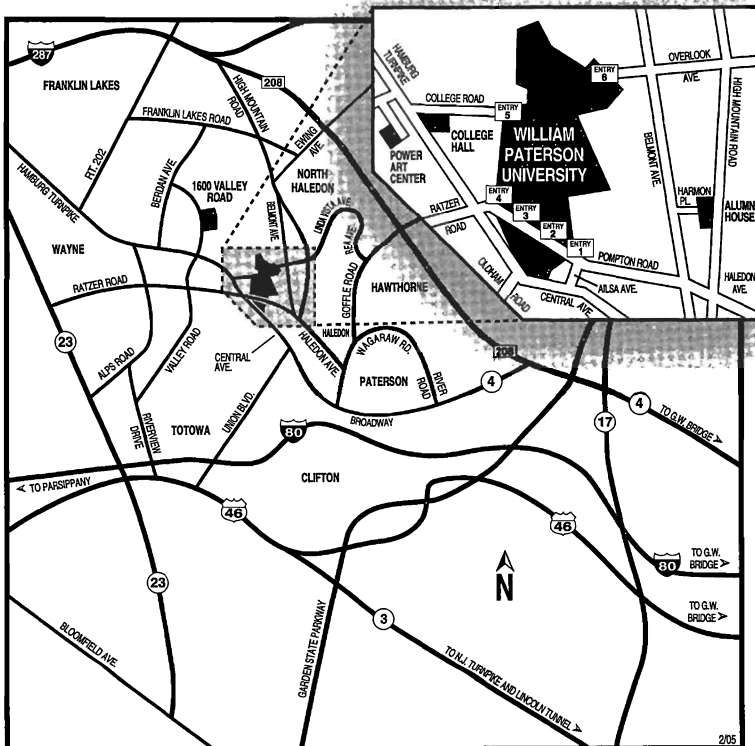 287
FRANKLIN LAKES
208
HIGH MOUNTAIN
ROAD
FRANKLIN LAKES ROAD
EWING
AVE.
RT. 202
HAMBURG TURNPIKE
BERDAN AVE.
1600 VALLEY
ROAD
NORTH
HALEDON
BELMONT AVE.
LINDA VISTA AVE.
REA AVE.
WAYNE
RATZER ROAD
GOFFLE ROAD
HAWTHORNE
23
ALPS ROAD
VALLEY ROAD
CENTRAL
AVE.
HALEDON AVE.
HALEDON
WAGARAW RD.
PATERSON
RIVER
ROAD
208
4
4
TO G.W. BRIDGE
17
RIVERVIEW
DRIVE
TOTOWA
UNION BLVD.
80
BROADWAY
CLIFTON
TO PARSIPPANY
46
46
N
80
TO G.W.
BRIDGE
TO G.W.
BRIDGE
23
3
GARDEN STATE PARKWAY
BLOOMFIELD AVE.
TO N.J. TURNPIKE AND LINCOLN TUNNEL
2/05
HAMBURG
TURNPIKE
COLLEGE ROAD
ENTRY
5
ENTRY
6
OVERLOOK
AVE.
HIGH MOUNTAIN ROAD
COLLEGE
HALL
POWER
ART
CENTER
WILLIAM
PATERSON
UNIVERSITY
BELMONT AVE.
HARMON
PL.
ALUMNI
HOUSE
RATZER
ROAD
ENTRY
4
ENTRY
3
ENTRY
2
ENTRY
1
POMPTON ROAD
HALEDON
AVE.
OLDHAM
ROAD
AILSA AVE.
CENTRAL AVE.